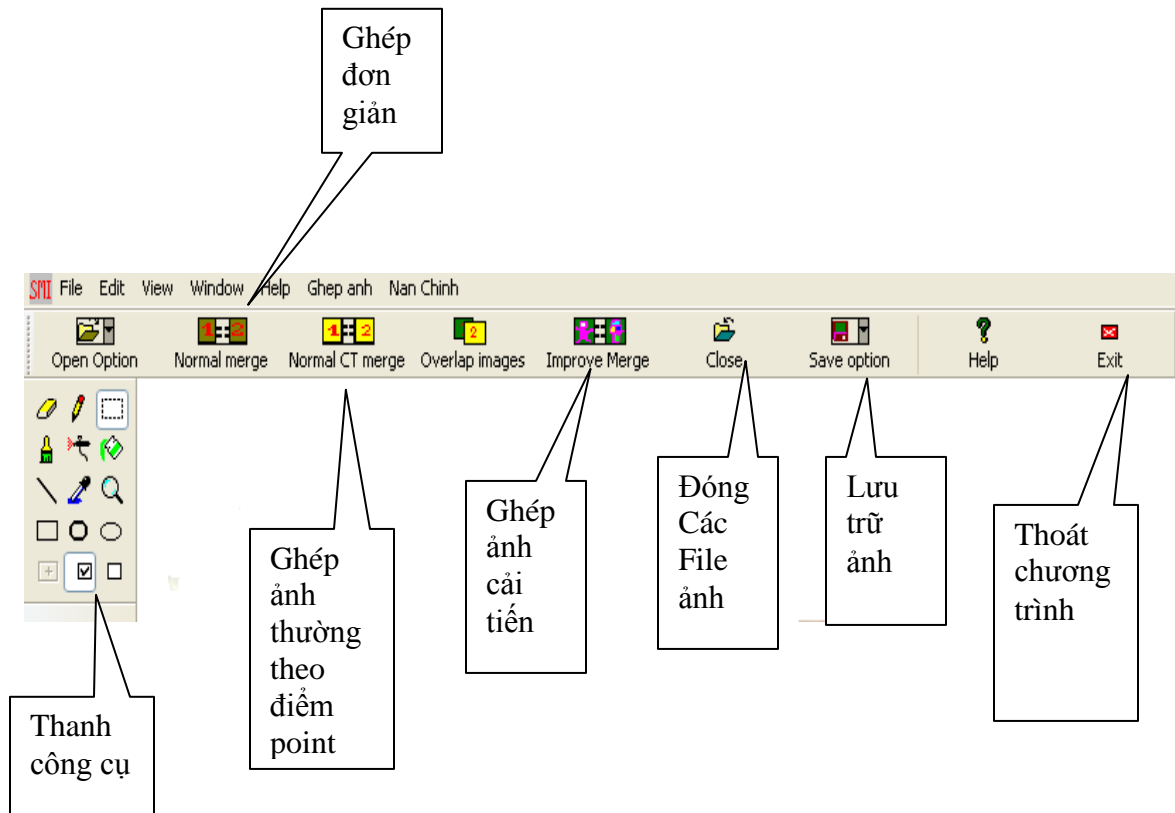 Ghép
đơn
giản
SMI File Edit View Window Help Ghep anh Nan Chinh
Open Option Normal merge Normal CT merge Overlap images Improve Merge Close Save option Help Exit
Ghép
ảnh
thường
theo
điểm
point
Ghép
ảnh
cải
tiến
Đóng
Các
File
ảnh
Lưu
trữ
ảnh
Thoát
chương
trình
Thanh
công cụ